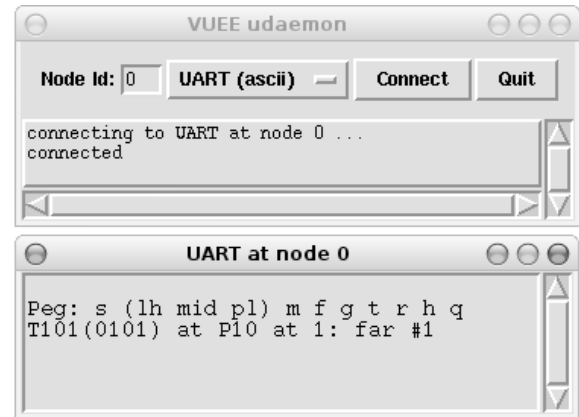 VUEE udaemon
Node Id: 0 UART (ascii) Connect Quit
connecting to UART at node 0 ...
connected
UART at node 0
Peg: s (lh mid pl) m f g t r h q
T101(0101) at P10 at 1: far #1